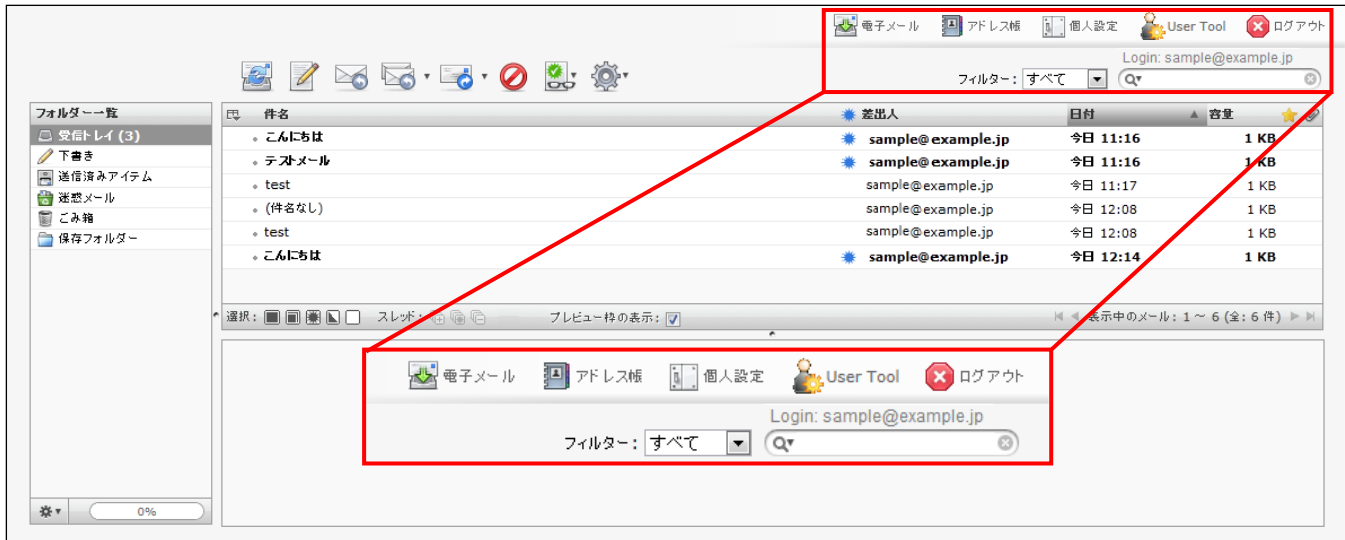 電子メール アドレス帳 個人設定 User Tool ログアウト
Login: sample@example.jp
フィルター: すべて
フォルダー一覧
受信トレイ (3)
下書き
送信済みアイテム
迷惑メール
ごみ箱
保存フォルダー
件名 差出人 日付 容量
こんにちは sample@example.jp 今日 11:16 1 KB
テストメール sample@example.jp 今日 11:16 1 KB
test sample@example.jp 今日 11:17 1 KB
(件名なし) sample@example.jp 今日 12:08 1 KB
test sample@example.jp 今日 12:08 1 KB
こんにちは sample@example.jp 今日 12:14 1 KB
選択: スレッド: プレビュー枠の表示: 表示中のメール: 1 ~ 6 (全: 6 件)
電子メール アドレス帳 個人設定 User Tool ログアウト
Login: sample@example.jp
フィルター: すべて
0%